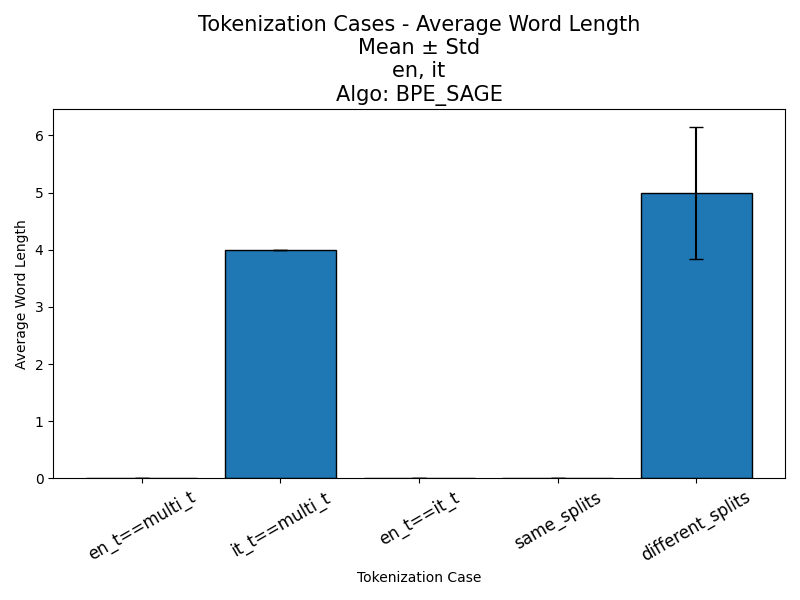 Tokenization Cases - Average Word Length
Mean ± Std
en, it
Algo: BPE_SAGE
Average Word Length
6
5
4
3
2
1
0
en_t==multi_t
it_t==multi_t
en_t==it_t
same_splits
different_splits
Tokenization Case